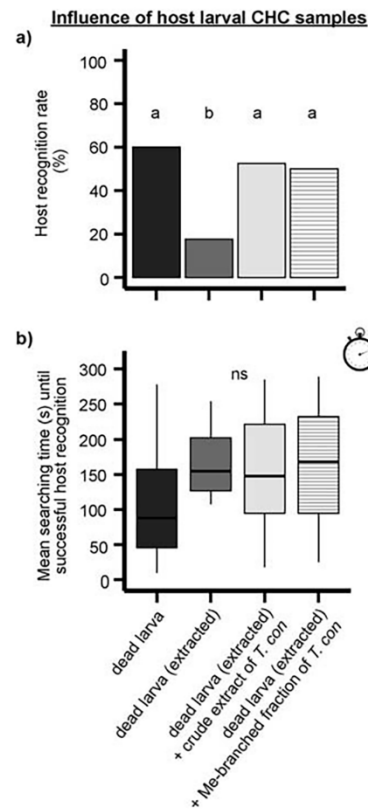 Influence of host larval CHC samples
a)
Host recognition rate
(%)
100
80
60
40
20
0
a
b
a
a
b)
Mean searching time (s) until
successful host recognition
300
250
200
150
100
50
0
ns
dead larva
dead larva (extracted)
dead larva (extracted)
+ crude extract of T. con
dead larva (extracted)
+ Me-branched fraction of T. con